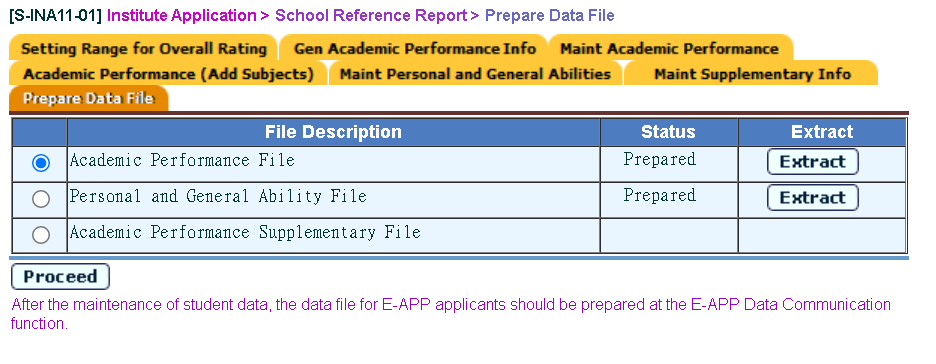 [S-INA11-01] Institute Application > School Reference Report > Prepare Data File
Setting Range for Overall Rating Gen Academic Performance Info Maint Academic Performance
Academic Performance (Add Subjects) Maint Personal and General Abilities Maint Supplementary Info
Prepare Data File
File Description Status Extract
Academic Performance File Prepared Extract
Personal and General Ability File Prepared Extract
Academic Performance Supplementary File
Proceed
After the maintenance of student data, the data file for E-APP applicants should be prepared at the E-APP Data Communication
function.